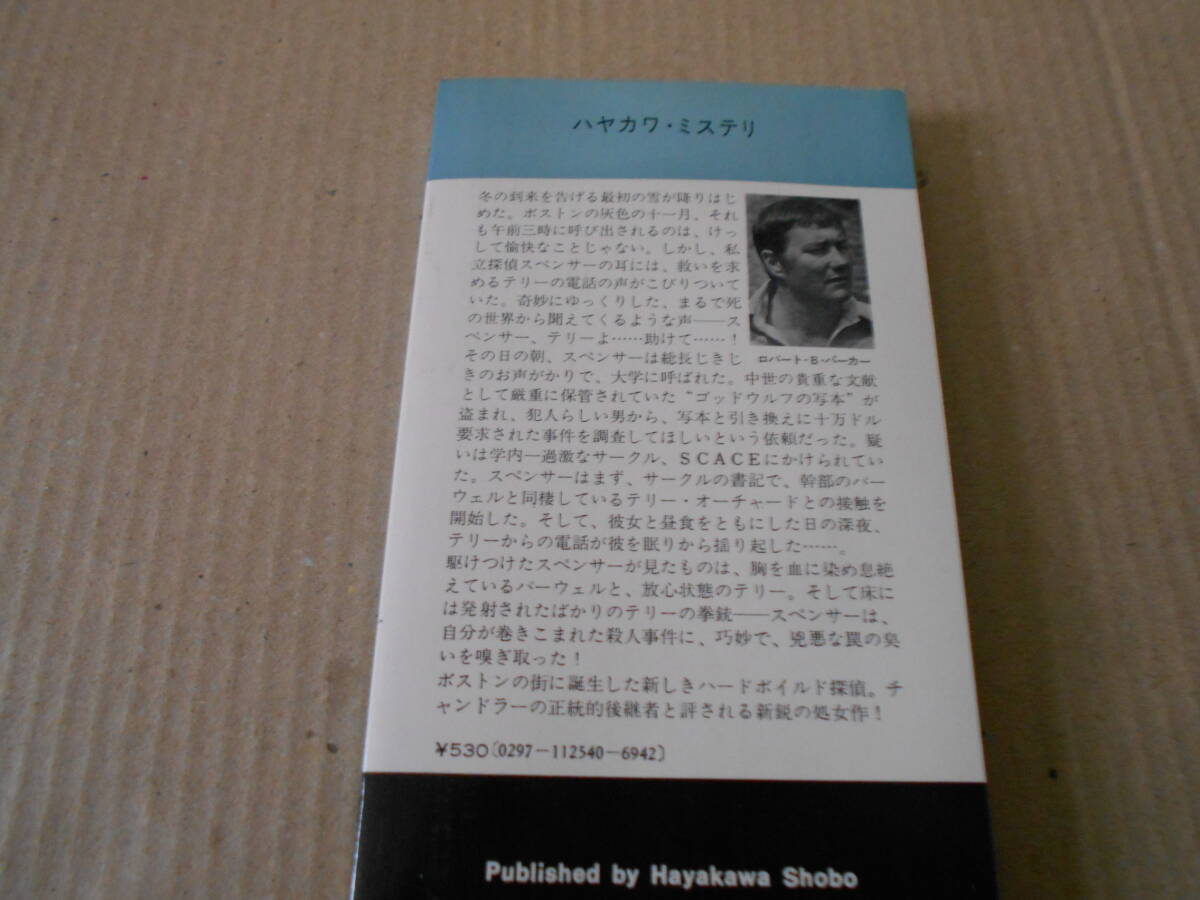 ハヤカワ・ミステリ
冬の到来を告げる最初の雪が降りはじ
めた。ボストンの灰色の十一月、それ
も午前三時に呼び出されるのは、けっ
して愉快なことじゃない。しかし、私
立探偵スペンサーの耳には、救いを求
めるテリーの電話の声がこびりついて
いた。奇妙にゆっくりした、まるで死
の世界から聞えてくるような声――ス
ペンサー、テリーよ……助けて……！
ロバート・B・パーカー
その日の朝、スペンサーは総長じきじ
きのお声がかりで、大学に呼ばれた。中世の貴重な文献
として厳重に保管されていた“ゴッドウルフの写本”が
盗まれ、犯人らしい男から、写本と引き換えに十万ドル
要求された事件を調査してほしいという依頼だった。疑
いは学内一過激なサークル、SCACEにかけられてい
た。スペンサーはまず、サークルの書記で、幹部のパー
ウェルと同棲しているテリー・オーチャードとの接触を
開始した。そして、彼女と昼食をともにした日の深夜、
テリーからの電話が彼を眠りから揺り起した……。
駆けつけたスペンサーが見たものは、胸を血に染め息絶
えているパーウェルと、放心状態のテリー。そして床に
は発射されたばかりのテリーの拳銃――スペンサーは、
自分が巻きこまれた殺人事件に、巧妙で、兇悪な罠の臭
いを嗅ぎ取った！
ボストンの街に誕生した新しきハードボイルド探偵。チ
ャンドラーの正統的後継者と評される新鋭の処女作！
¥530〔0297-112540-6942〕
Published by Hayakawa Shobo